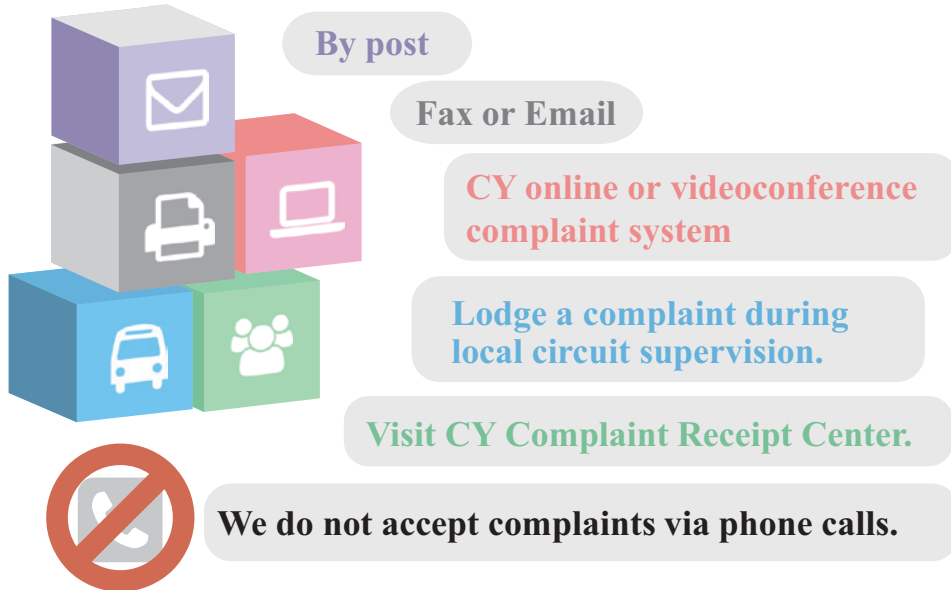 By post
Fax or Email
CY online or videoconference
complaint system
Lodge a complaint during
local circuit supervision.
Visit CY Complaint Receipt Center.
We do not accept complaints via phone calls.